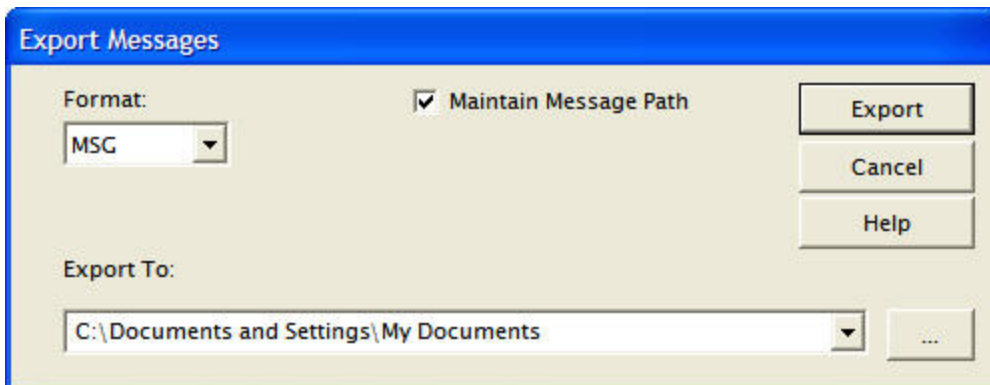 Export Messages
Format:
Maintain Message Path
Export
MSG
Cancel
Help
Export To:
C:\Documents and Settings\My Documents
...